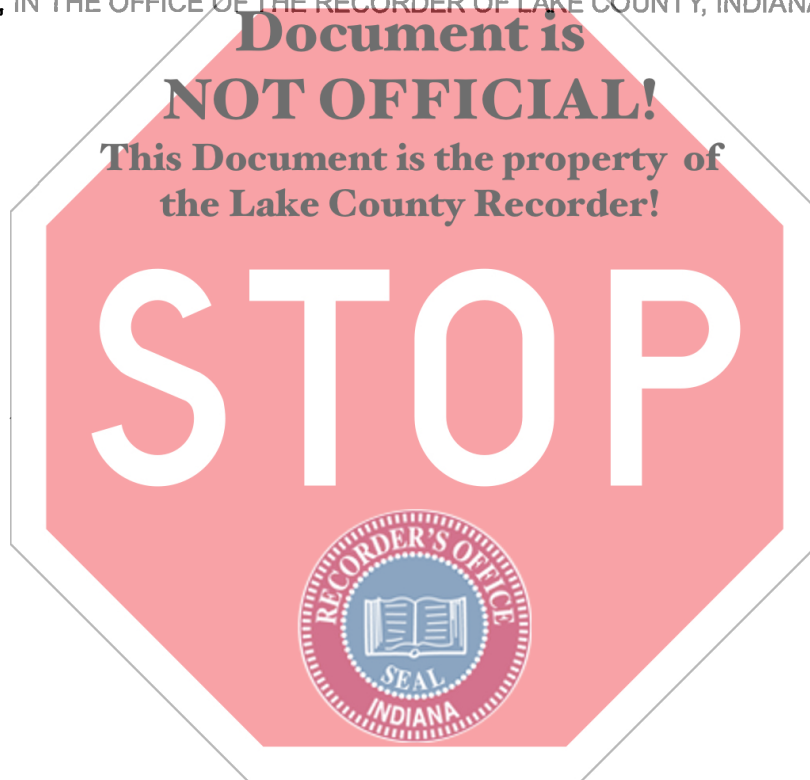 , IN THE OFFICE OF THE RECORDER OF LAKE COUNTY, INDIANA
Document is
NOT OFFICIAL!
This Document is the property of
the Lake County Recorder!
STOP
RECORDER'S OFFICE
SEAL
INDIANA